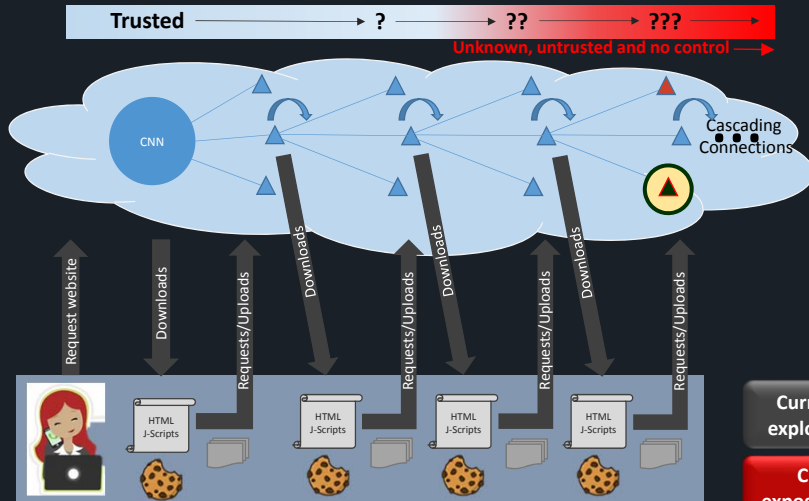 Trusted ? ?? ???
Unknown, untrusted and no control
CNN
Cascading
Connections
Request website
Downloads
Requests/Uploads
Downloads
Requests/Uploads
Downloads
Requests/Uploads
Downloads
Requests/Uploads
HTML
J-Scripts
HTML
J-Scripts
HTML
J-Scripts
HTML
J-Scripts